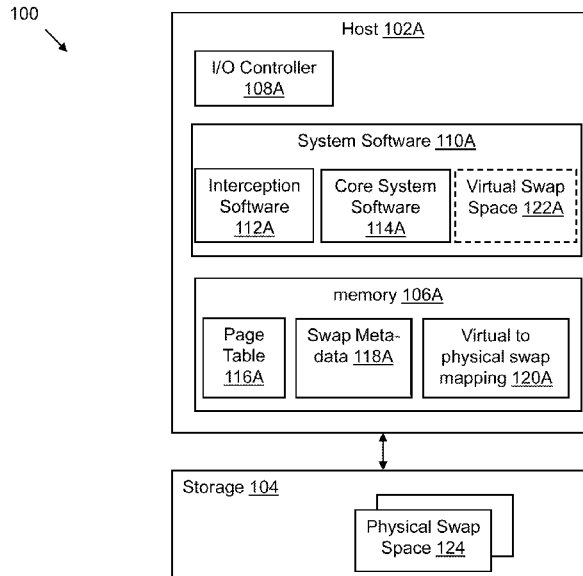 100
Host 102A
I/O Controller
108A
System Software 110A
Interception
Software
112A
Core System
Software
114A
Virtual Swap
Space 122A
memory 106A
Page
Table
116A
Swap Meta-
data 118A
Virtual to
physical swap
mapping 120A
Storage 104
Physical Swap
Space 124